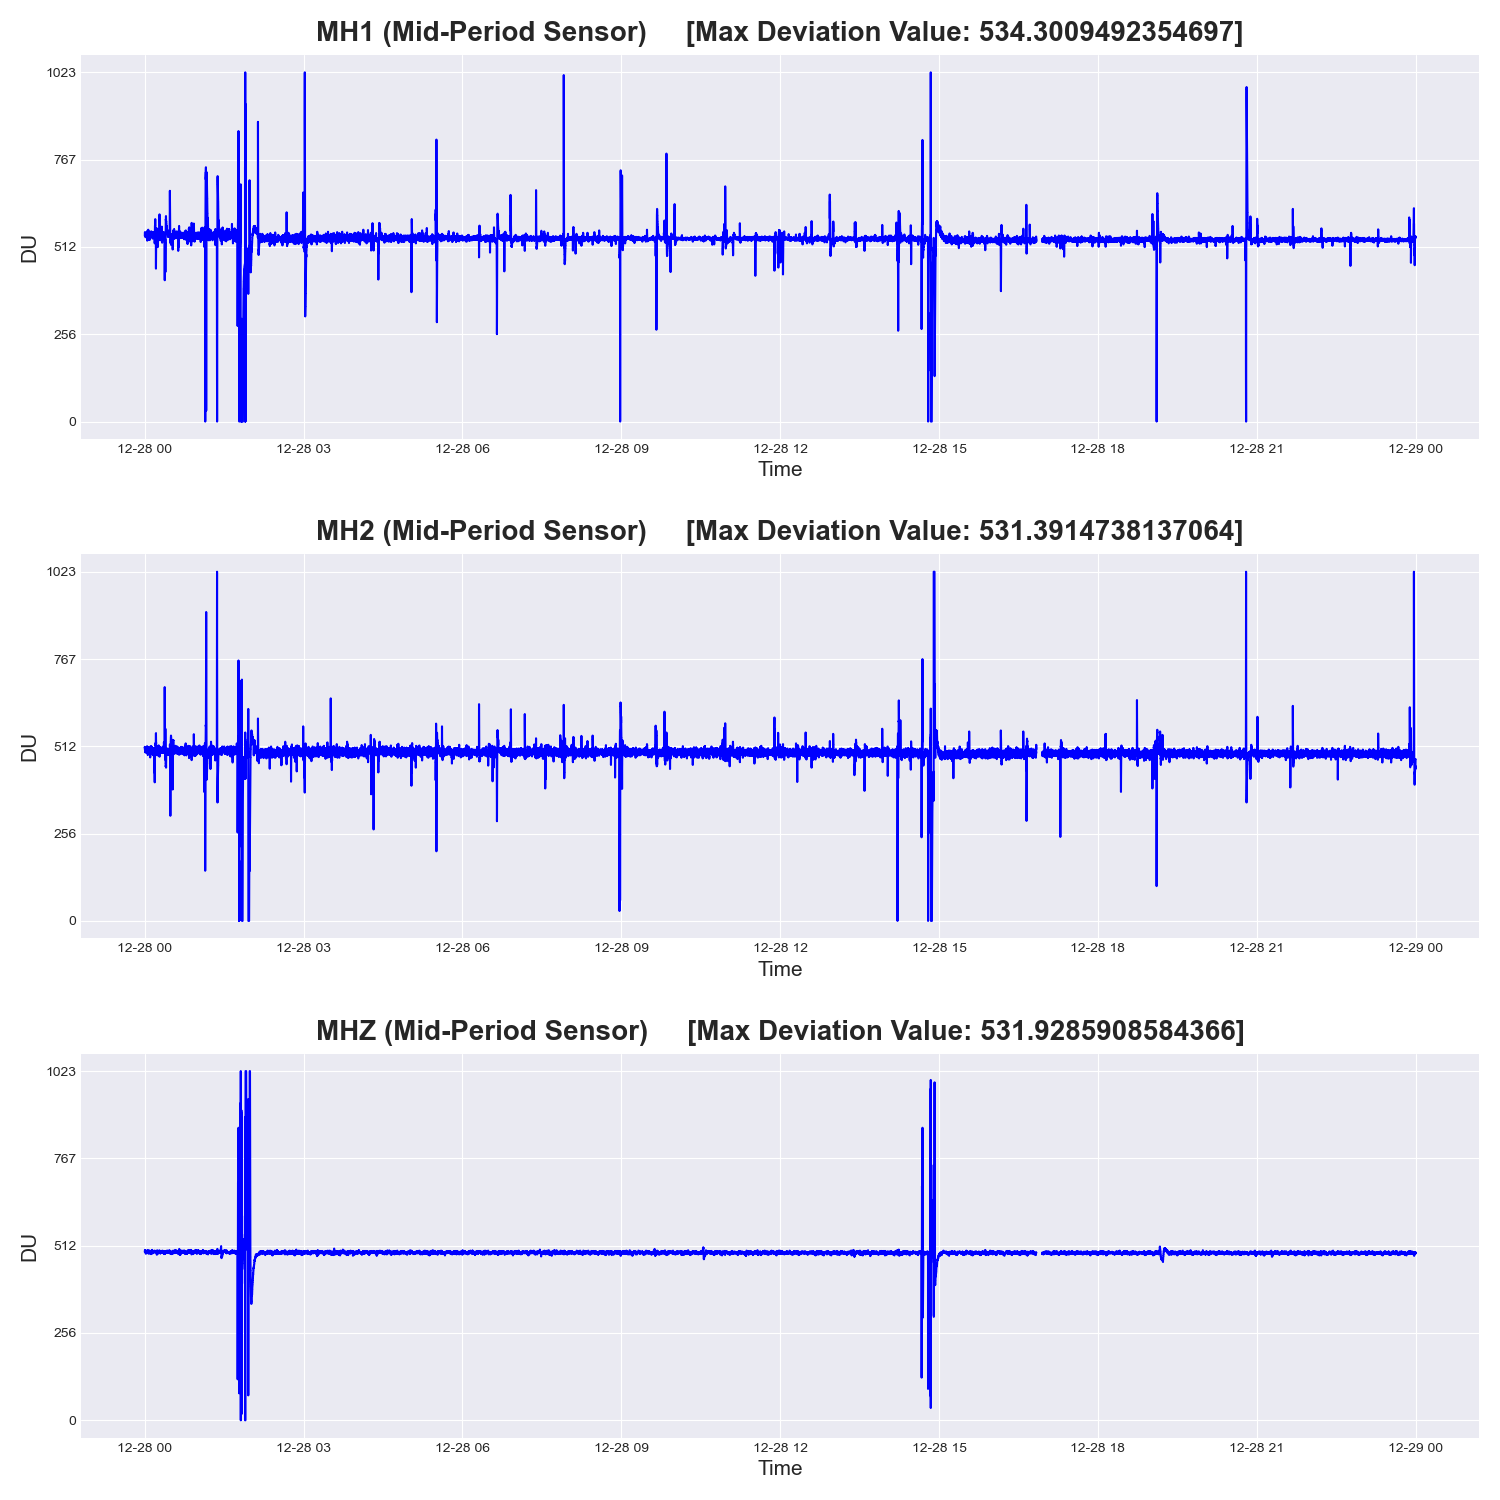 MH1 (Mid-Period Sensor) [Max Deviation Value: 534.3009492354697]
1023
767
512
256
0
DU
12-28 00 12-28 03 12-28 06 12-28 09 12-28 12 12-28 15 12-28 18 12-28 21 12-29 00
Time
MH2 (Mid-Period Sensor) [Max Deviation Value: 531.3914738137064]
1023
767
512
256
0
DU
12-28 00 12-28 03 12-28 06 12-28 09 12-28 12 12-28 15 12-28 18 12-28 21 12-29 00
Time
MHZ (Mid-Period Sensor) [Max Deviation Value: 531.9285908584366]
1023
767
512
256
0
DU
12-28 00 12-28 03 12-28 06 12-28 09 12-28 12 12-28 15 12-28 18 12-28 21 12-29 00
Time